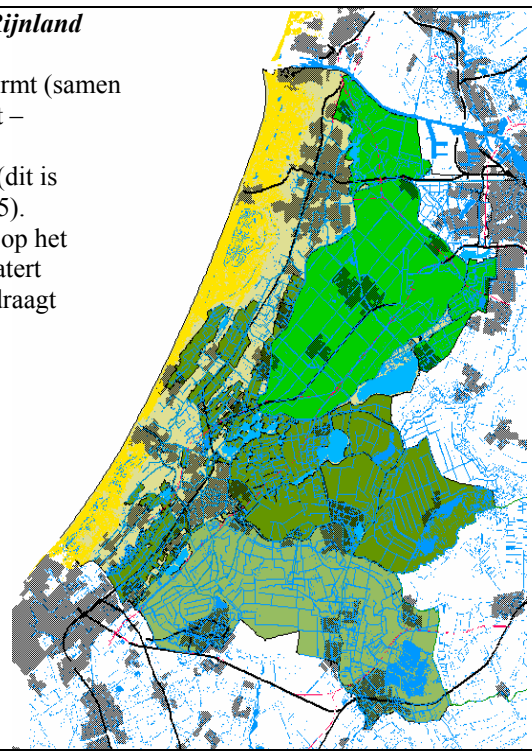 Rijnland
rmt (samen
t –
(dit is
5).
op het
atert
draagt